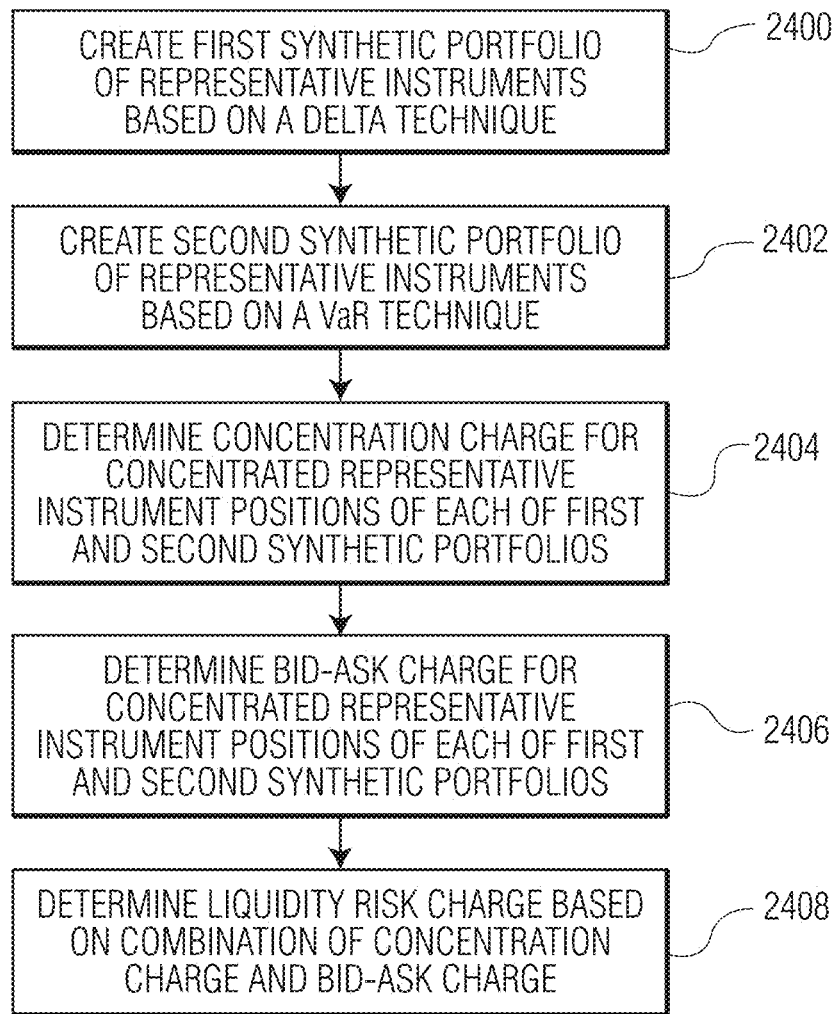 CREATE FIRST SYNTHETIC PORTFOLIO
OF REPRESENTATIVE INSTRUMENTS
BASED ON A DELTA TECHNIQUE
2400
CREATE SECOND SYNTHETIC PORTFOLIO
OF REPRESENTATIVE INSTRUMENTS
BASED ON A VaR TECHNIQUE
2402
DETERMINE CONCENTRATION CHARGE FOR
CONCENTRATED REPRESENTATIVE
INSTRUMENT POSITIONS OF EACH OF FIRST
AND SECOND SYNTHETIC PORTFOLIOS
2404
DETERMINE BID-ASK CHARGE FOR
CONCENTRATED REPRESENTATIVE
INSTRUMENT POSITIONS OF EACH OF FIRST
AND SECOND SYNTHETIC PORTFOLIOS
2406
DETERMINE LIQUIDITY RISK CHARGE BASED
ON COMBINATION OF CONCENTRATION
CHARGE AND BID-ASK CHARGE
2408